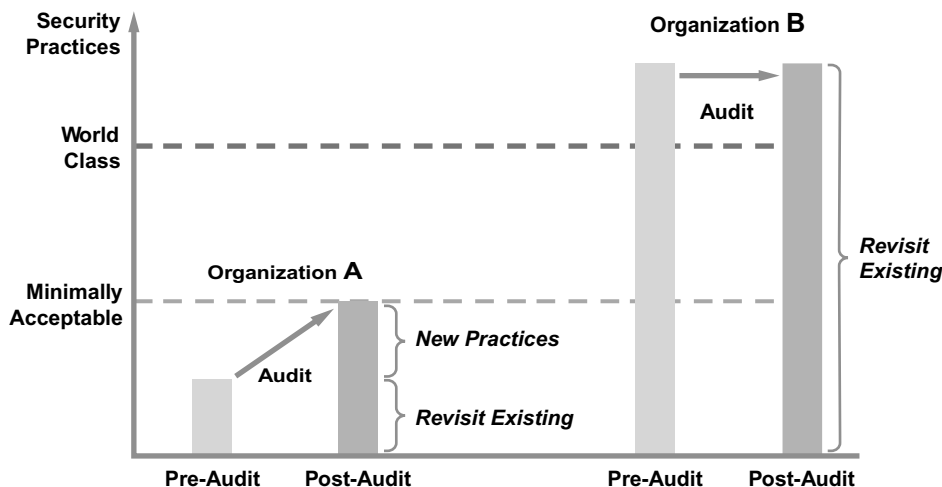 Security
Practices
Organization B
Audit
World
Class
Revisit
Existing
Organization A
Minimally
Acceptable
New Practices
Audit
Revisit Existing
Pre-Audit
Post-Audit
Pre-Audit
Post-Audit